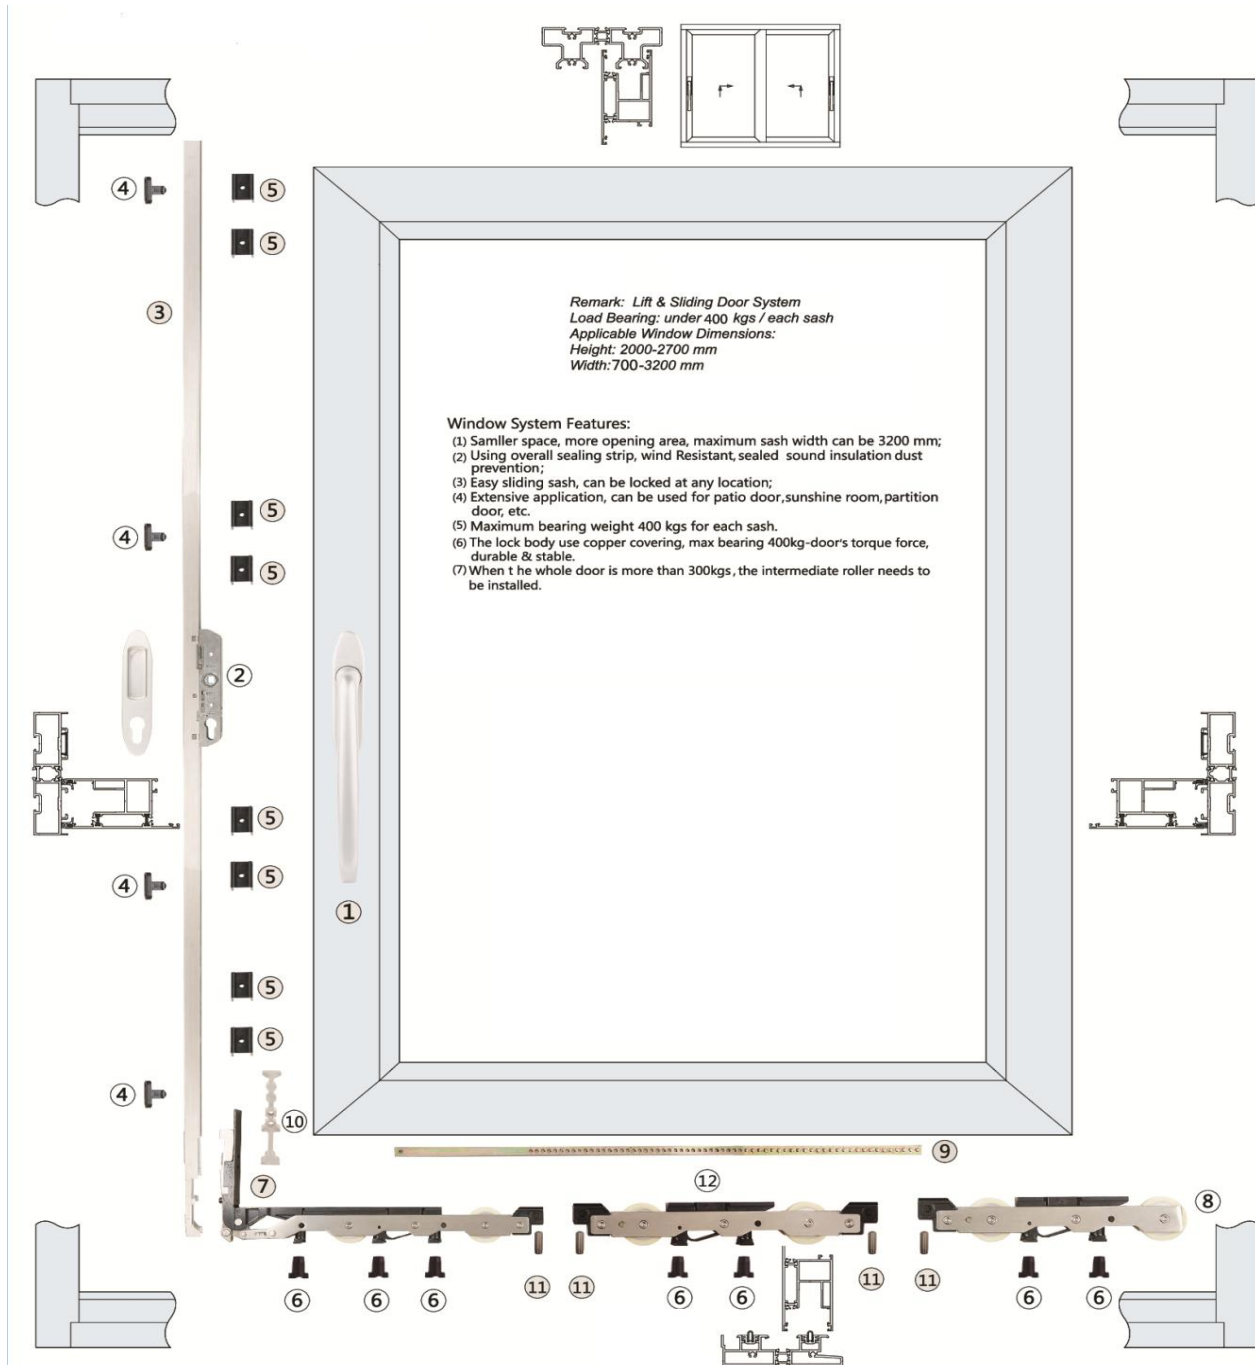 ④
⑤
⑤
③
Remark: Lift & Sliding Door System
Load Bearing: under 400 kgs / each sash
Applicable Window Dimensions:
Height: 2000-2700 mm
Width:700-3200 mm
Window System Features:
(1) Samller space, more opening area, maximum sash width can be 3200 mm;
(2) Using overall sealing strip, wind Resistant, sealed sound insulation dust
prevention;
(3) Easy sliding sash, can be locked at any location;
(4) Extensive application, can be used for patio door,sunshine room,partition
door, etc.
(5) Maximum bearing weight 400 kgs for each sash.
(6) The lock body use copper covering, max bearing 400kg-door's torque force,
durable & stable.
(7) When t he whole door is more than 300kgs, the intermediate roller needs to
be installed.
⑤
④
⑤
②
⑤
⑤
④
①
⑤
⑤
④
⑩
⑨
⑦
⑫
⑧
⑪
⑪
⑪
⑪
⑥
⑥
⑥
⑥
⑥
⑥
⑥